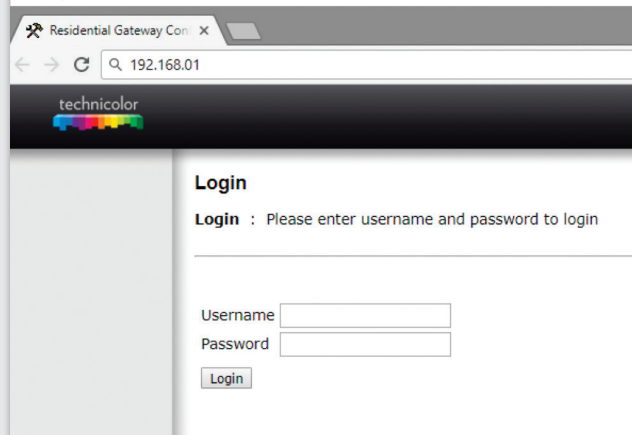 Residential Gateway Con
192.168.01
technicolor
Login
Login : Please enter username and password to login
Username
Password
Login